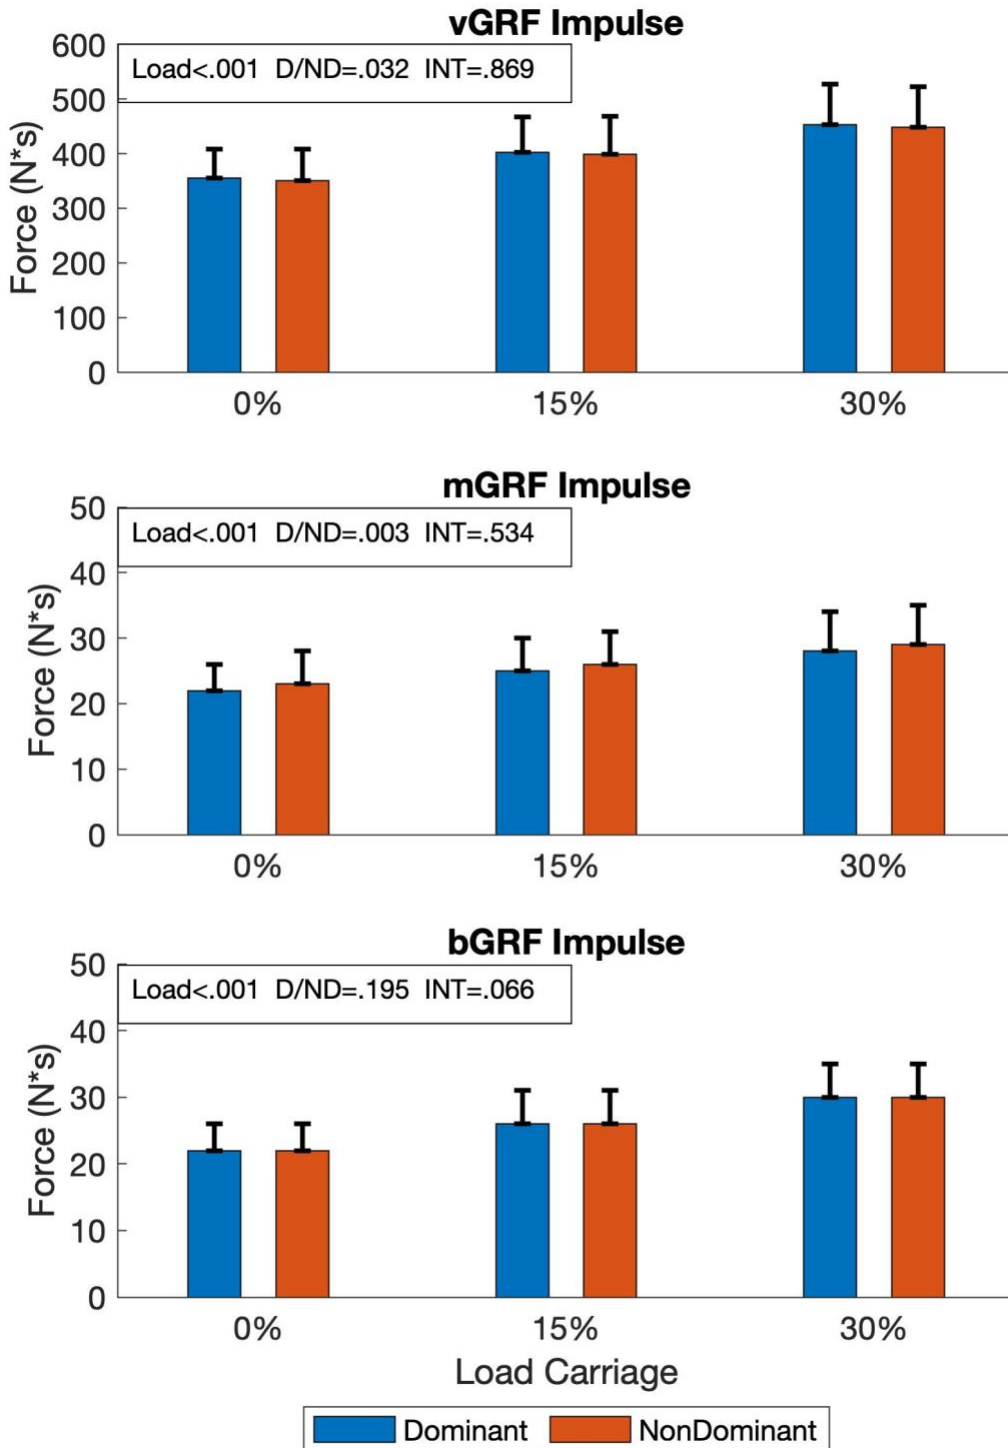 vGRF Impulse
Load<.001 D/ND=.032 INT=.869
600
500
400
300
200
100
0
Force (N*s)
0% 15% 30%
mGRF Impulse
Load<.001 D/ND=.003 INT=.534
50
40
30
20
10
0
Force (N*s)
0% 15% 30%
bGRF Impulse
Load<.001 D/ND=.195 INT=.066
50
40
30
20
10
0
Force (N*s)
0% 15% 30%
Load Carriage
Dominant NonDominant